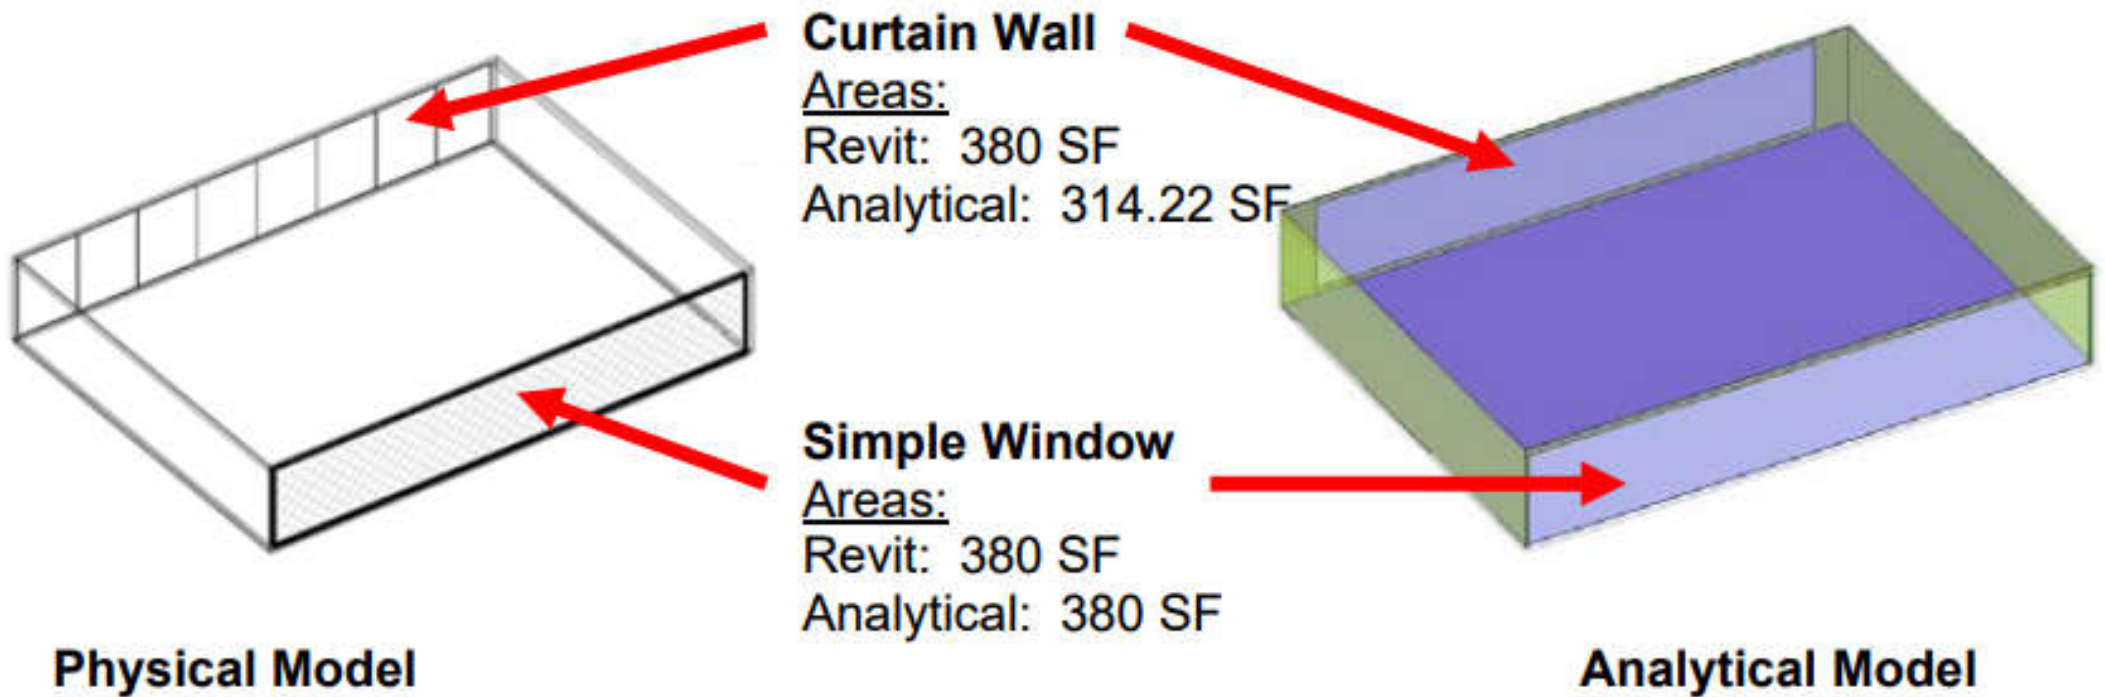 Curtain Wall
Areas:
Revit: 380 SF
Analytical: 314.22 SF
Simple Window
Areas:
Revit: 380 SF
Analytical: 380 SF
Physical Model
Analytical Model